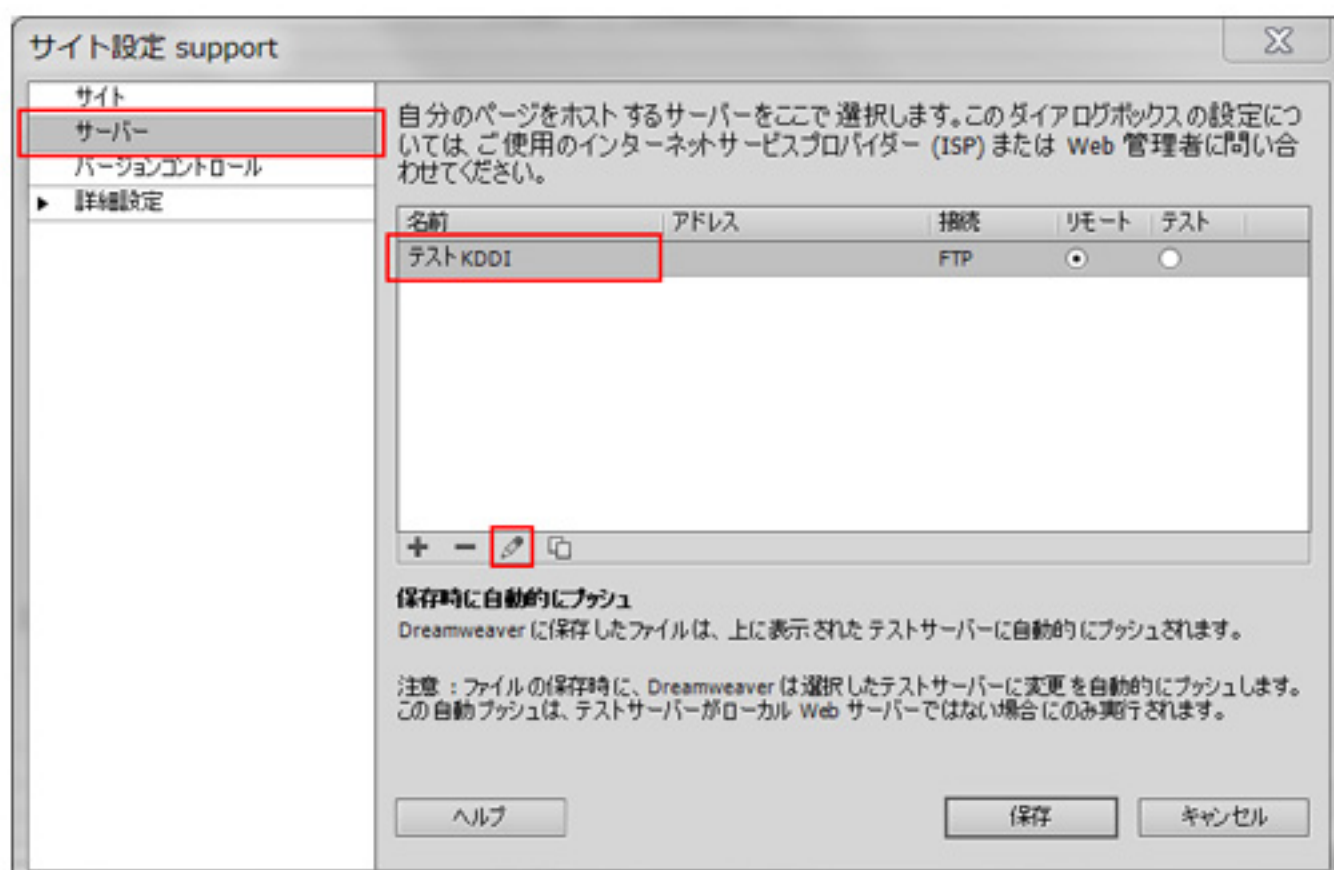 サイト設定 support
サイト
サーバー
バージョンコントロール
詳細設定
自分のページをホストするサーバーをここで選択します。このダイアログボックスの設定につ
いては、ご使用のインターネットサービスプロバイダー (ISP) または Web 管理者に問い合
わせてください。
名前 アドレス 接続 リモート テスト
テストKDDI FTP
保存時に自動的にプッシュ
Dreamweaver に保存したファイルは、上に表示されたテストサーバーに自動的にプッシュされます。
注意 : ファイルの保存時に、Dreamweaver は選択したテストサーバーに変更を自動的にプッシュします。
この自動プッシュは、テストサーバーがローカル Web サーバーではない場合にのみ実行されます。
ヘルプ 保存 キャンセル